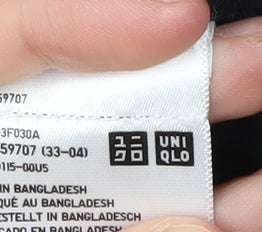 59707
3F030A
59707 (33-04)
0115-00U5
ユニ
クロ
UNI
QLO
IN BANGLADESH
QUÉ AU BANGLADESH
ESTELLT IN BANGLADESCH